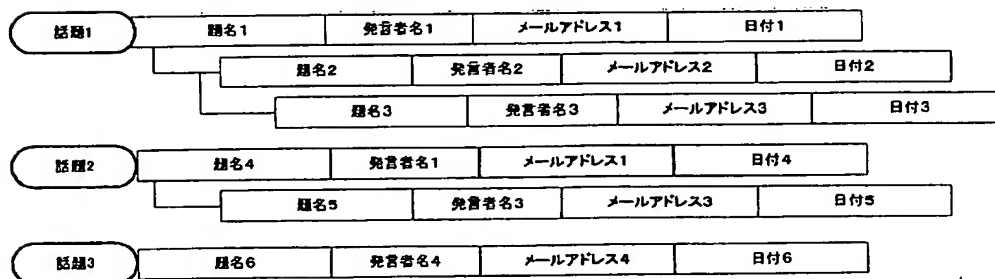 話題1 題名1 発言者名1 メールアドレス1 日付1
題名2 発言者名2 メールアドレス2 日付2
題名3 発言者名3 メールアドレス3 日付3
話題2 題名4 発言者名1 メールアドレス1 日付4
題名5 発言者名3 メールアドレス3 日付5
話題3 題名6 発言者名4 メールアドレス4 日付6